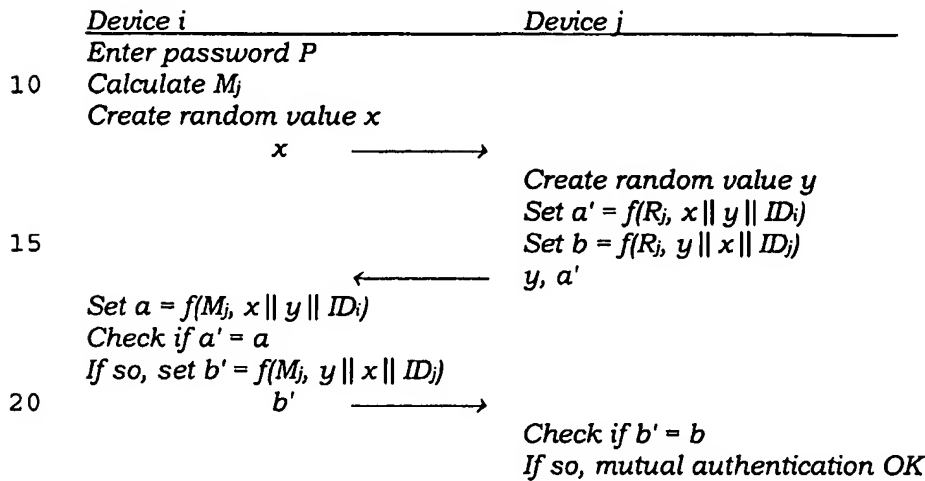 Device i Device j
Enter password P
10 Calculate Mj
Create random value x
x ⟶
Create random value y
Set a' = f(Rj, x || y || IDi)
15 Set b = f(Rj, y || x || IDj)
⟵ y, a'
Set a = f(Mj, x || y || IDi)
Check if a' = a
If so, set b' = f(Mj, y || x || IDj)
20 b' ⟶
Check if b' = b
If so, mutual authentication OK